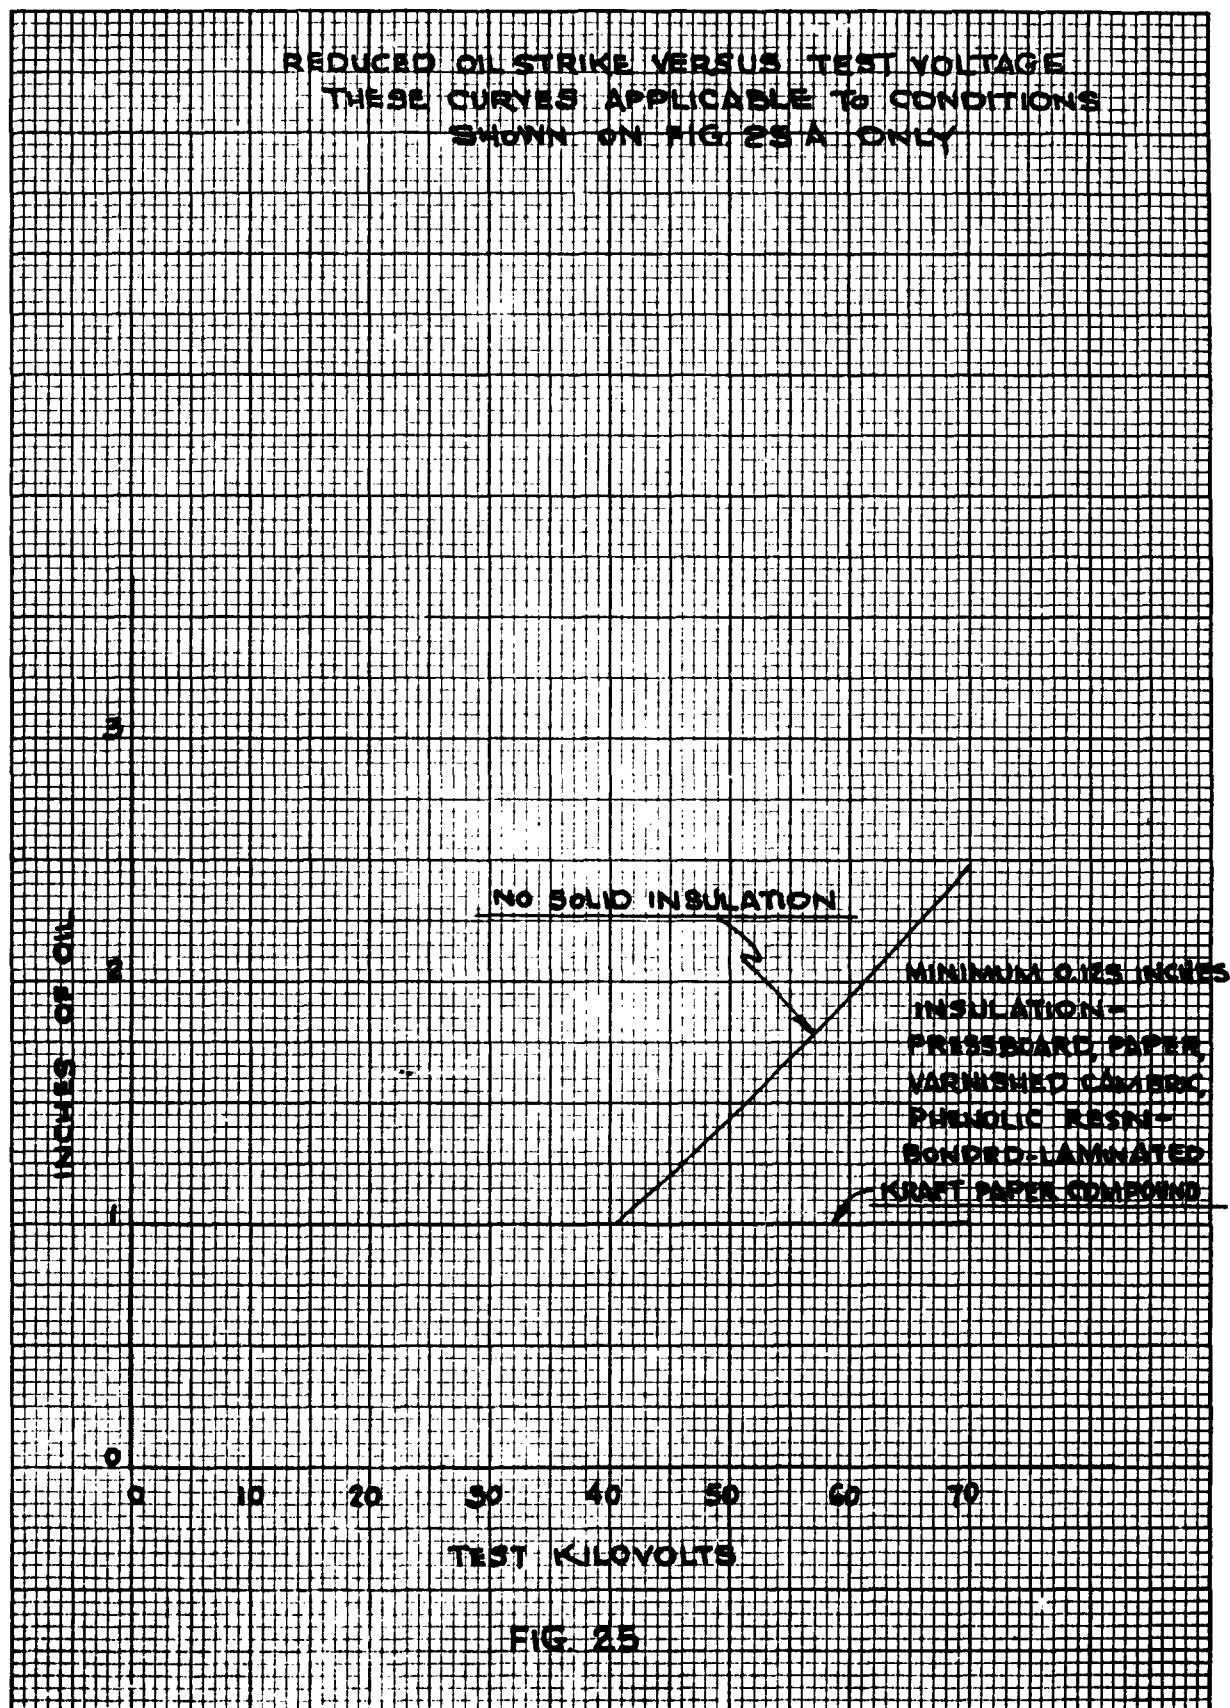 REDUCED OIL STRIKE VERSUS TEST VOLTAGE
THESE CURVES APPLICABLE TO CONDITIONS
SHOWN ON FIG 25 A ONLY
3
NO SOLID INSULATION
INCHES OF OIL
2
MINIMUM 0.125 INCHES
INSULATION-
PRESSBOARD, PAPER,
VARNISHED CAMBRIC,
PHENOLIC RESIN-
BONDED-LAMINATED
KRAFT PAPER COMPOUND
1
0
0 10 20 30 40 50 60 70
TEST KILOVOLTS
FIG. 25